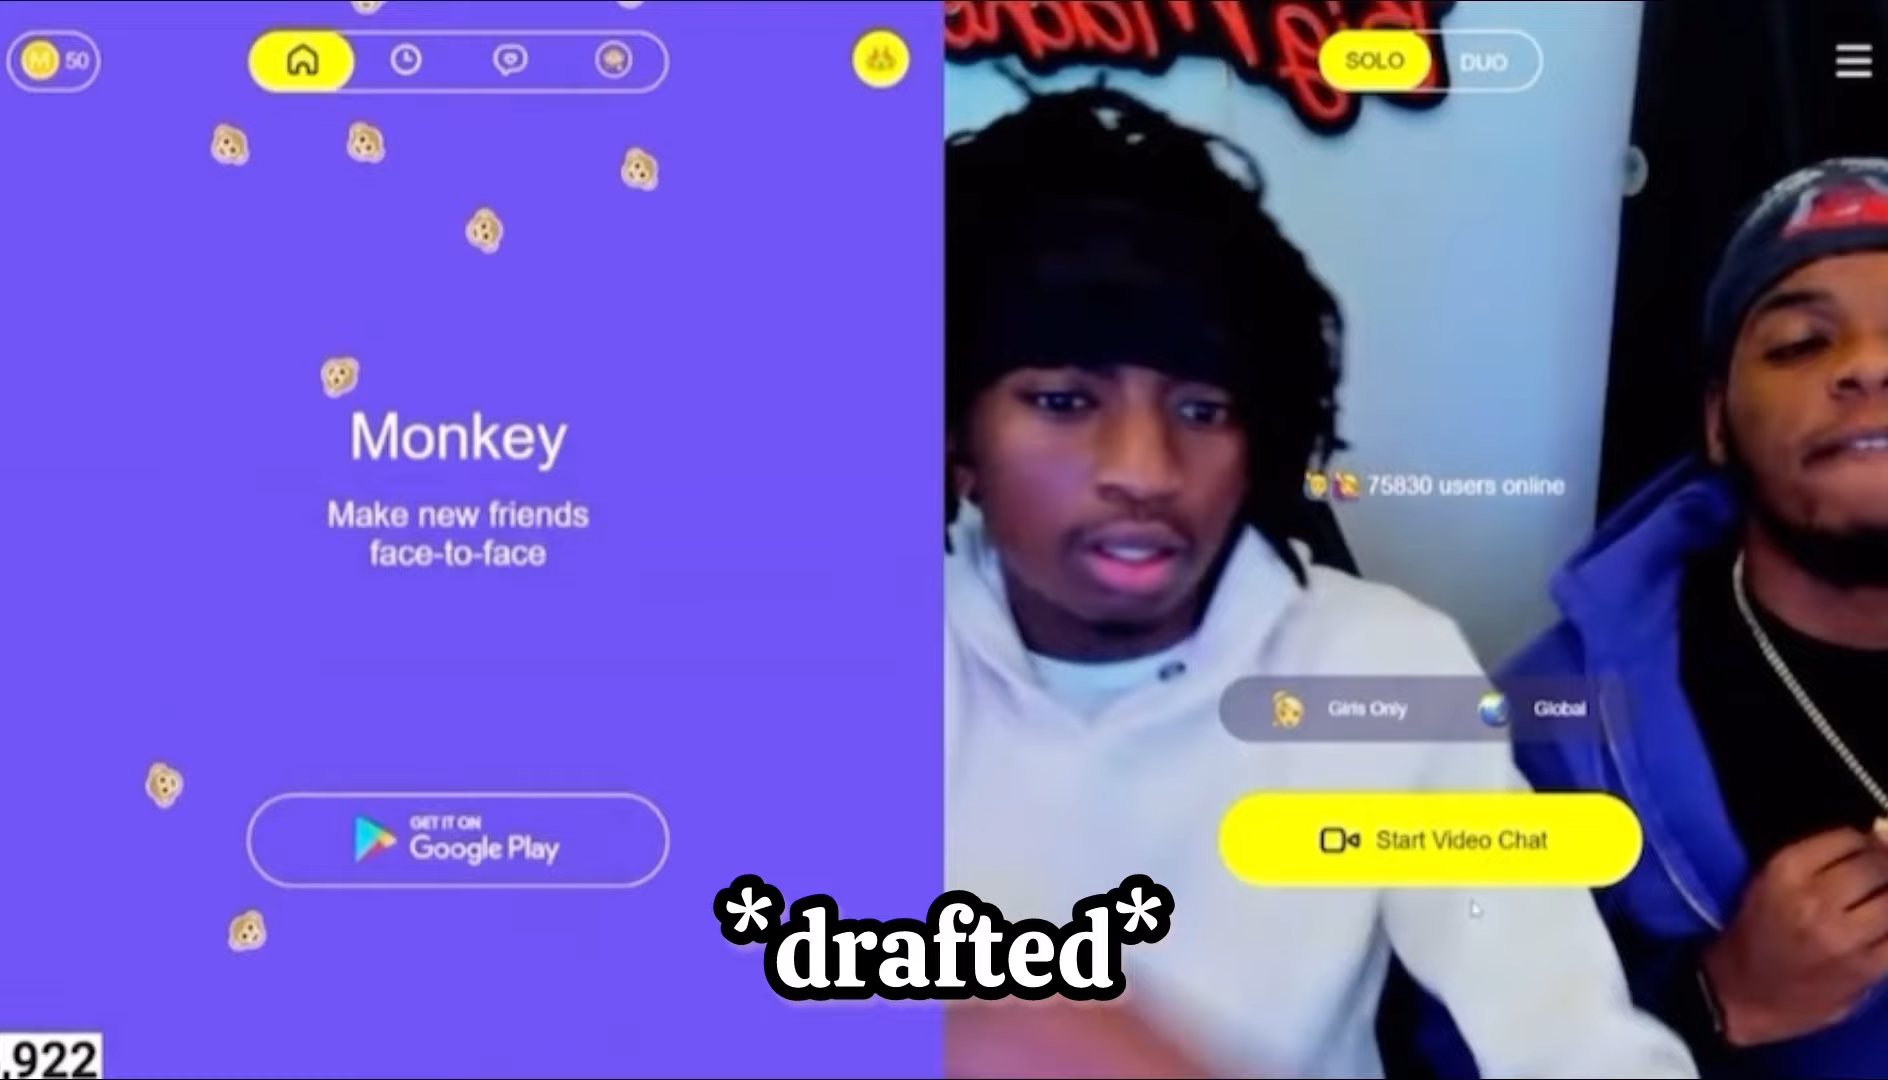 50
SOLO
DUO
Monkey
Make new friends
face-to-face
75830 users online
Girls Only
Global
GET IT ON
Google Play
Start Video Chat
*drafted*
,922